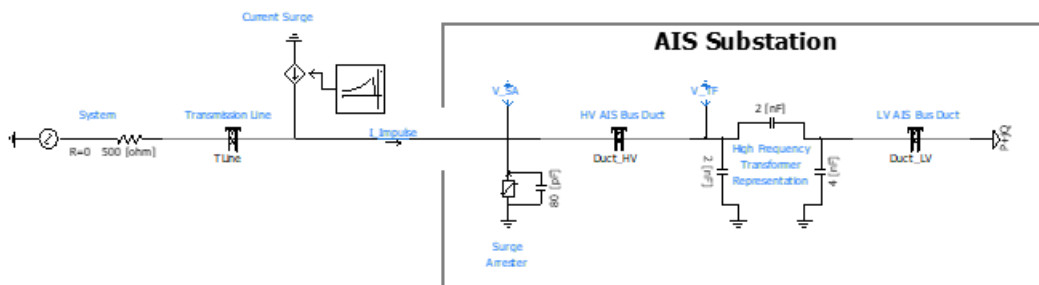 Current Surge
AIS Substation
V_SA
V_TF
2 [nF]
System
Transmission Line
I_Impulse
HV AIS Bus Duct
LV AIS Bus Duct
R=0
500 [ohm]
TLine
Duct_HV
High Frequency
Transformer
Representation
Duct_LV
P+jQ
80 [pF]
2 [nF]
4 [nF]
Surge
Arrester